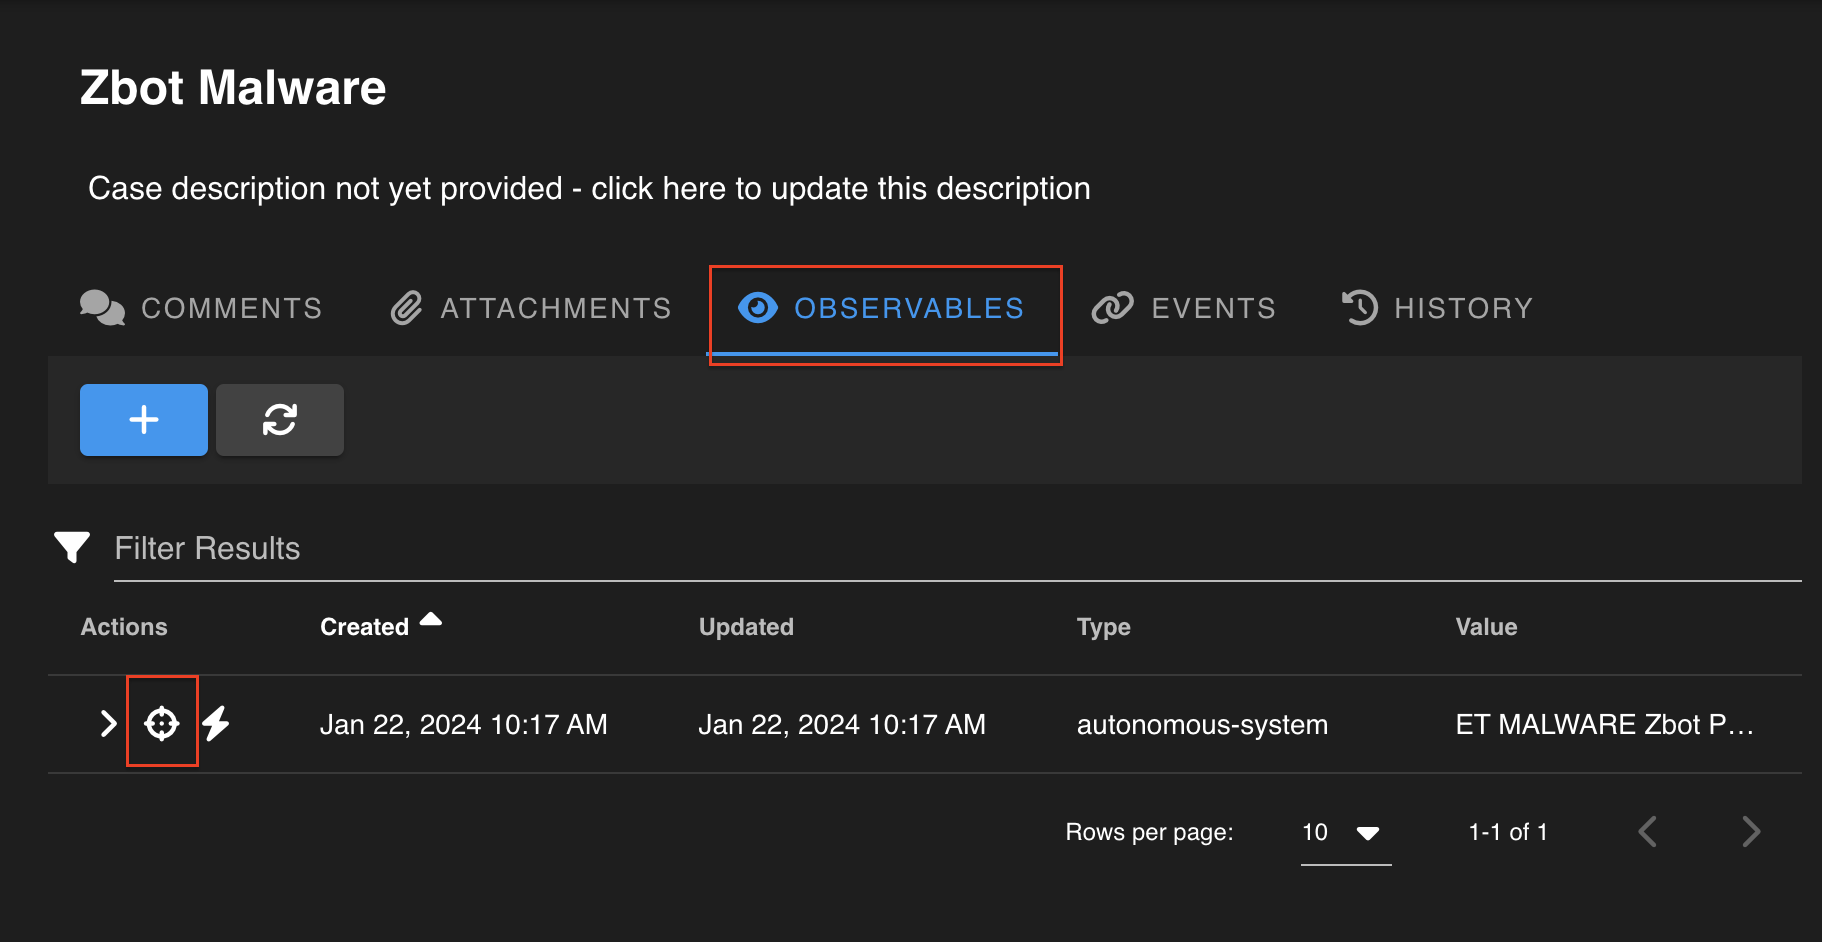 Zbot Malware
Case description not yet provided - click here to update this description
COMMENTS ATTACHMENTS OBSERVABLES EVENTS HISTORY
Filter Results
Actions Created Updated Type Value
Jan 22, 2024 10:17 AM Jan 22, 2024 10:17 AM autonomous-system ET MALWARE Zbot P...
Rows per page: 10 1-1 of 1